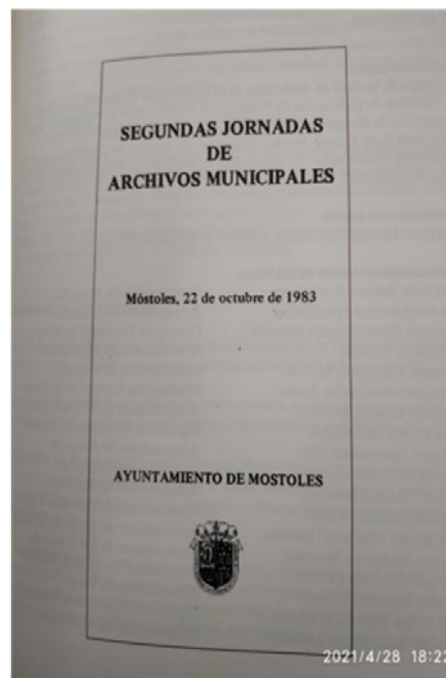 SEGUNDAS JORNADAS
DE
ARCHIVOS MUNICIPALES
Móstoles, 22 de octubre de 1983
AYUNTAMIENTO DE MOSTOLES
2021/4/28 18:22